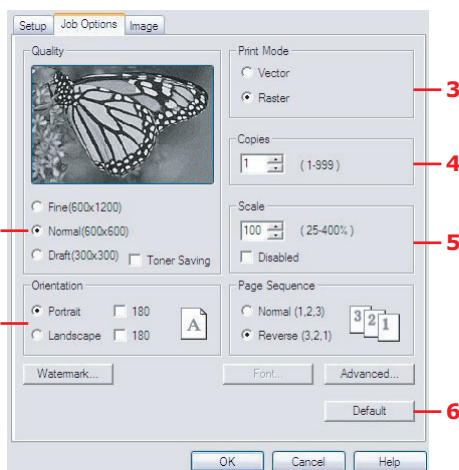 Setup Job Options Image
Quality
Fine(600x1200)
Normal(600x600)
Draft(300x300) Toner Saving
Print Mode
Vector
Raster
3
Copies
1 (1-999)
4
Scale
100 (25-400%)
Disabled
5
Orientation
Portrait 180
Landscape 180
A
Page Sequence
Normal (1,2,3)
Reverse (3,2,1)
3 2 1
Watermark... Font... Advanced...
Default 6
OK Cancel Help